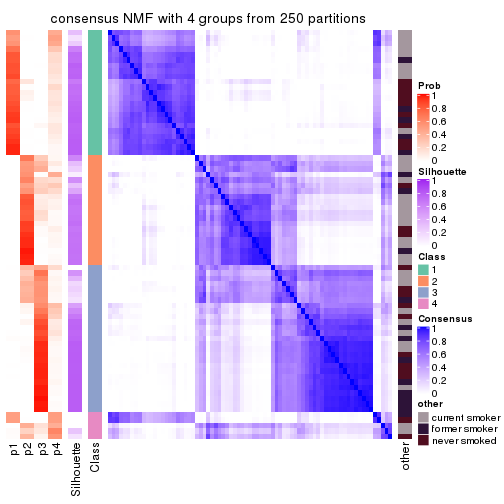 consensus NMF with 4 groups from 250 partitions
Prob
1
0.8
0.6
0.4
0.2
0
Silhouette
1
0.8
0.6
0.4
0.2
0
Class
1
2
3
4
Consensus
1
0.8
0.6
0.4
0.2
0
other
current smoker
former smoker
never smoked
p1
p2
p3
p4
Silhouette
Class
other